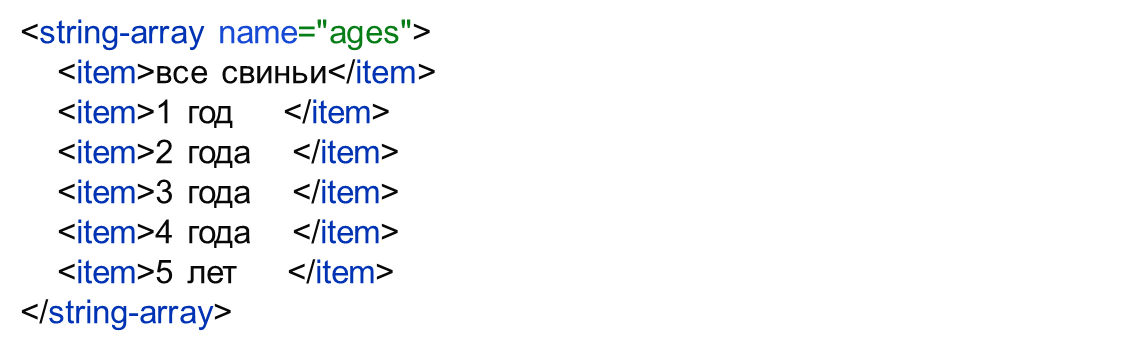 <string-array name="ages">
<item>все свиньи</item>
<item>1 год   </item>
<item>2 года   </item>
<item>3 года   </item>
<item>4 года   </item>
<item>5 лет   </item>
</string-array>